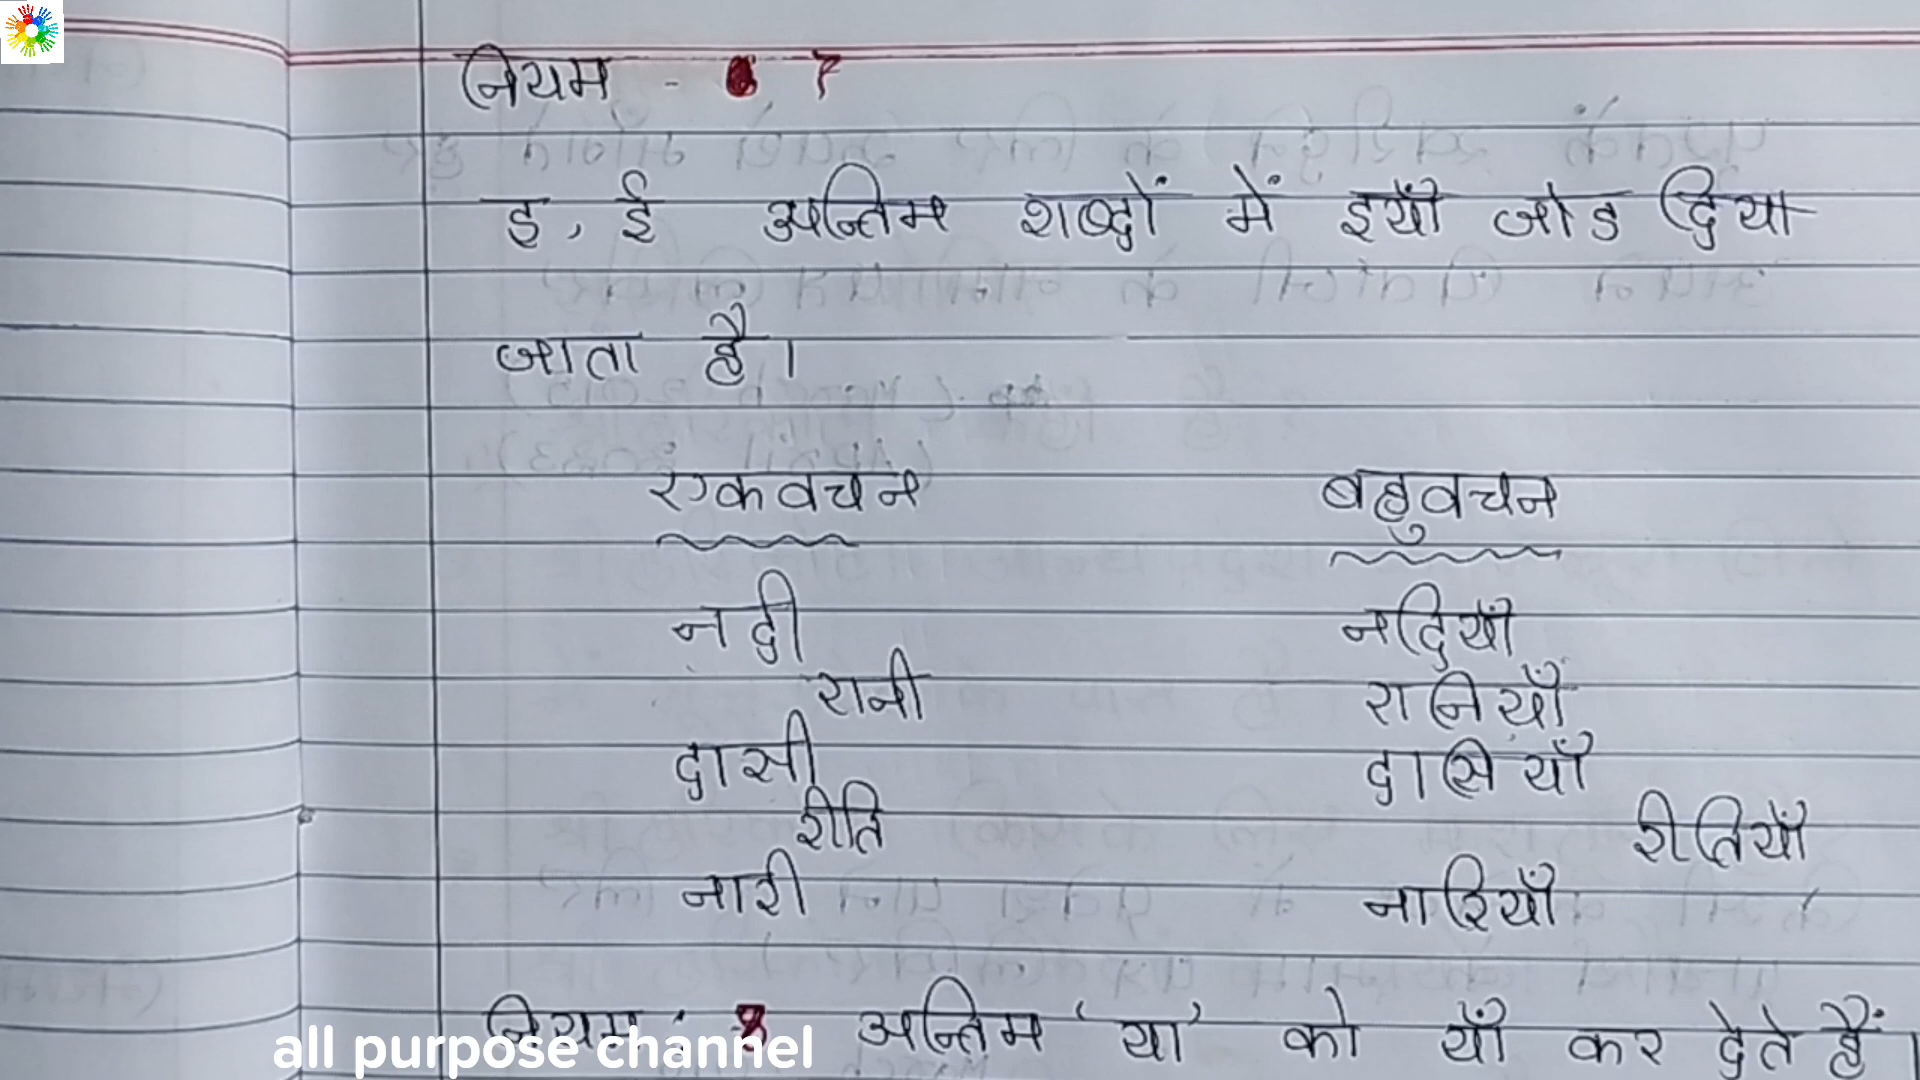 नियम - 7
इ, ई अन्तिम शब्दों में इयाँ जोड दिया
जाता है।
एकवचन बहुवचन
नदी नदियाँ
रानी रानियाँ
दासी दासियाँ
रीति रीतियाँ
नारी नारियाँ
नियम : 8 अन्तिम 'या' को याँ कर देते हैं।
all purpose channel